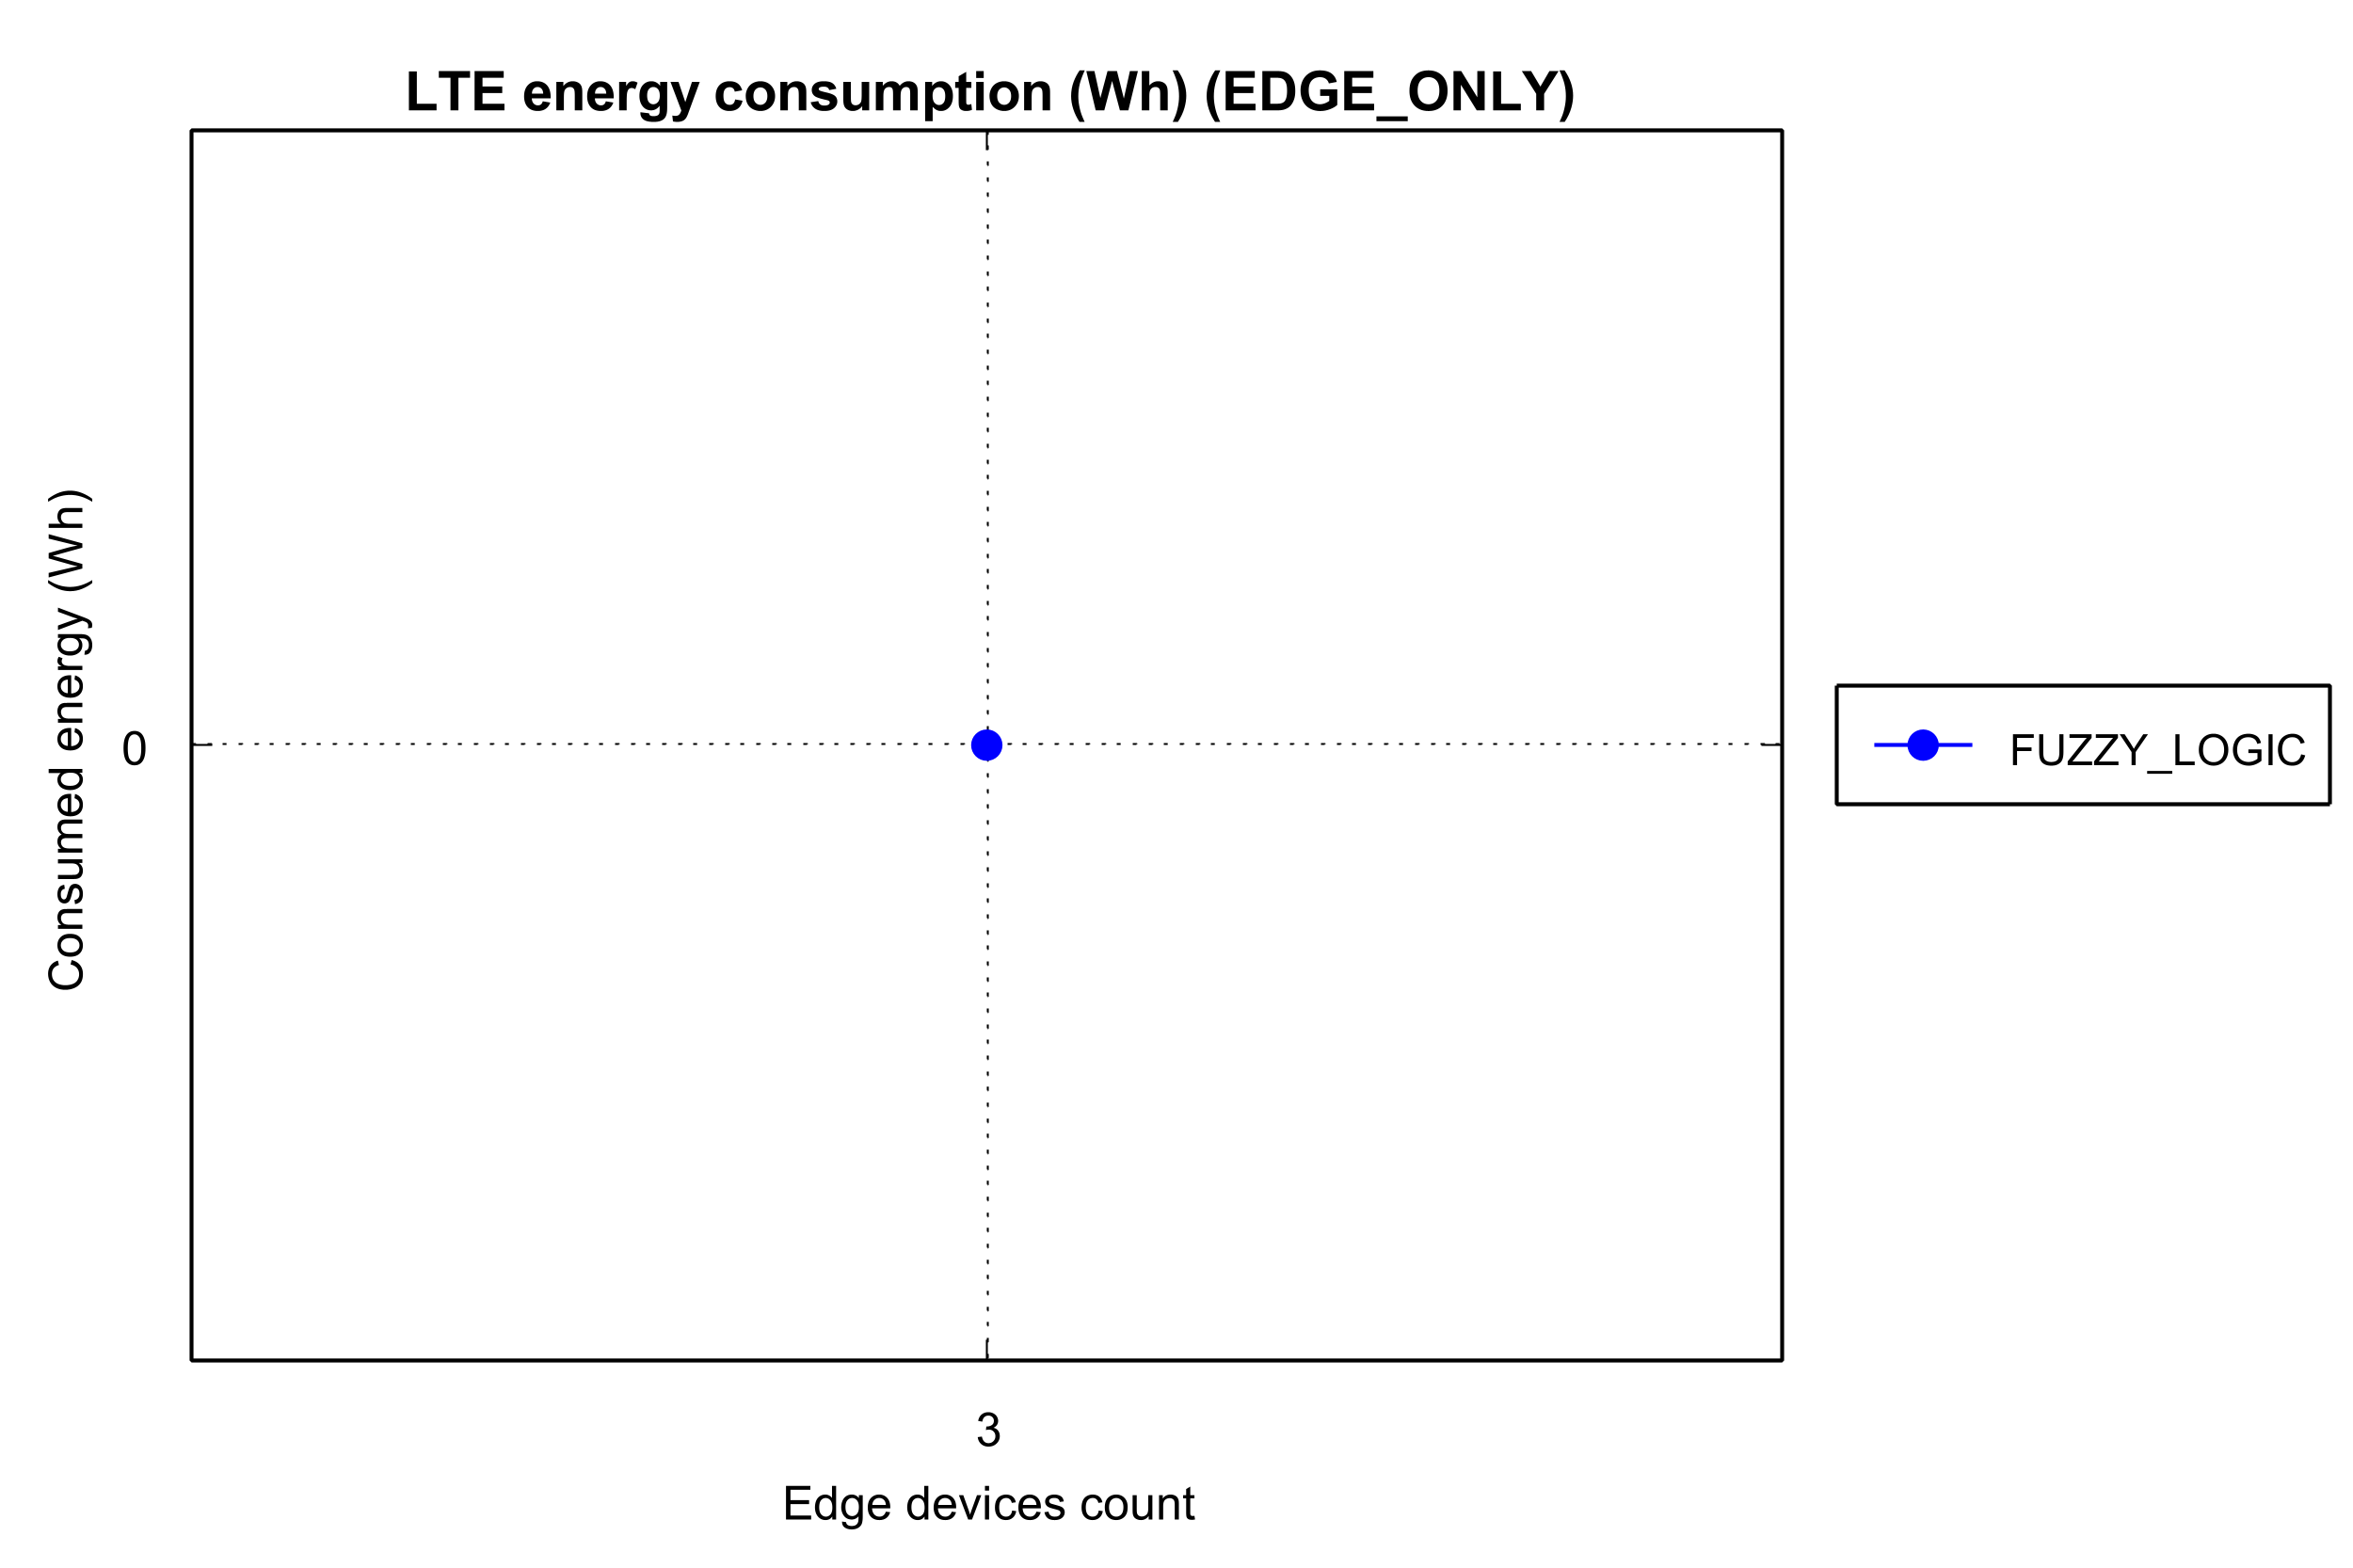 LTE energy consumption (Wh) (EDGE_ONLY)
Consumed energy (Wh)
0
FUZZY_LOGIC
3
Edge devices count